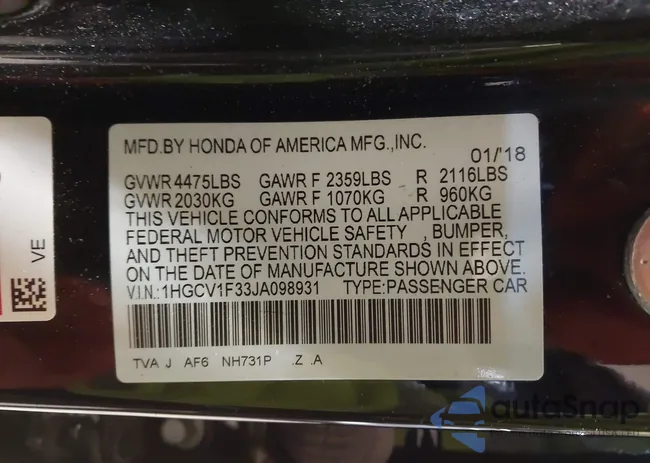 MFD.BY HONDA OF AMERICA MFG.,INC.
01/'18
GVWR 4475LBS GAWR F 2359LBS R 2116LBS
GVWR 2030KG GAWR F 1070KG R 960KG
THIS VEHICLE CONFORMS TO ALL APPLICABLE
FEDERAL MOTOR VEHICLE SAFETY , BUMPER,
AND THEFT PREVENTION STANDARDS IN EFFECT
ON THE DATE OF MANUFACTURE SHOWN ABOVE.
V.I.N.:1HGCV1F33JA098931 TYPE:PASSENGER CAR
TVA J AF6 NH731P .Z .A
VE
autoSnap